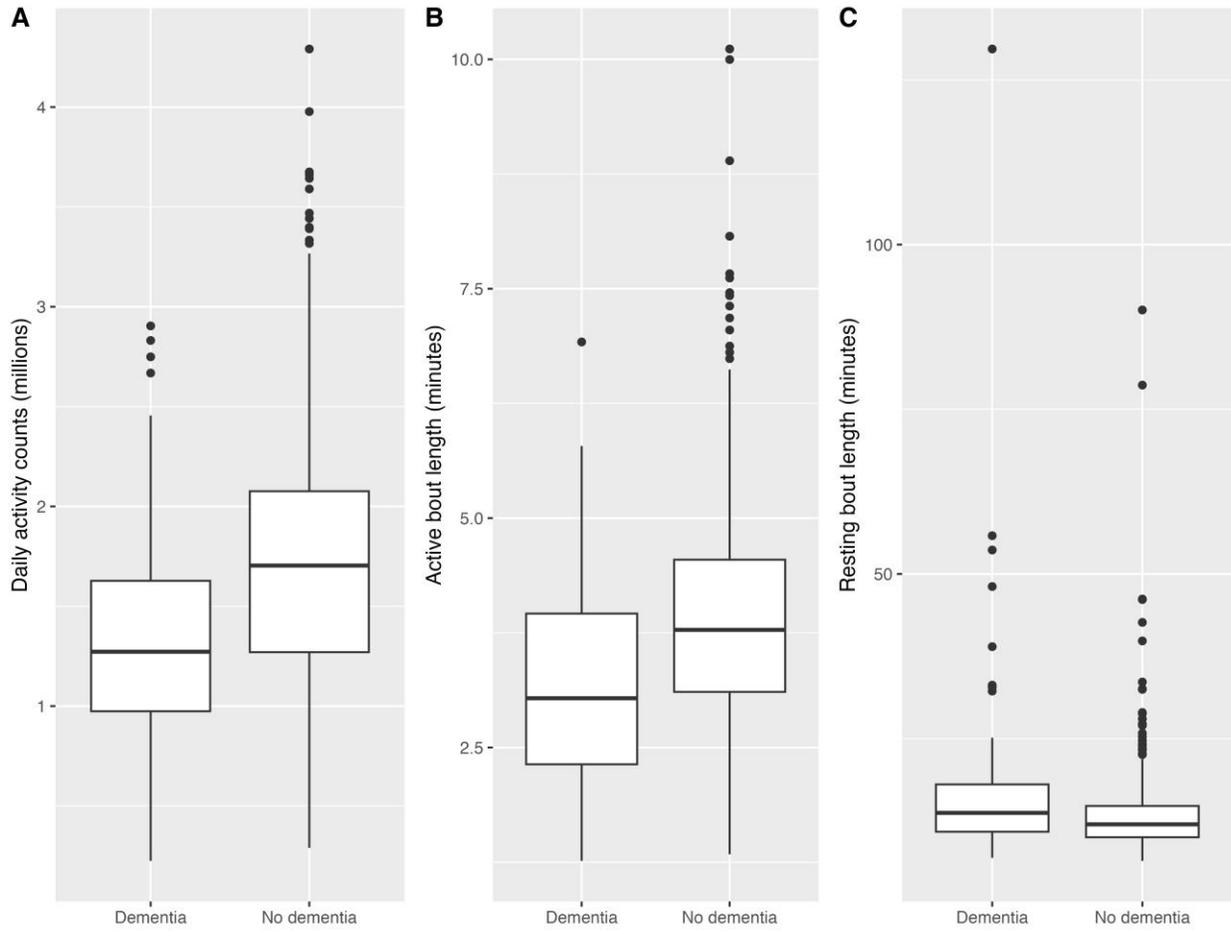 A
Daily activity counts (millions)
4
3
2
1
Dementia
No dementia
B
Active bout length (minutes)
10.0
7.5
5.0
2.5
Dementia
No dementia
C
Resting bout length (minutes)
100
50
Dementia
No dementia